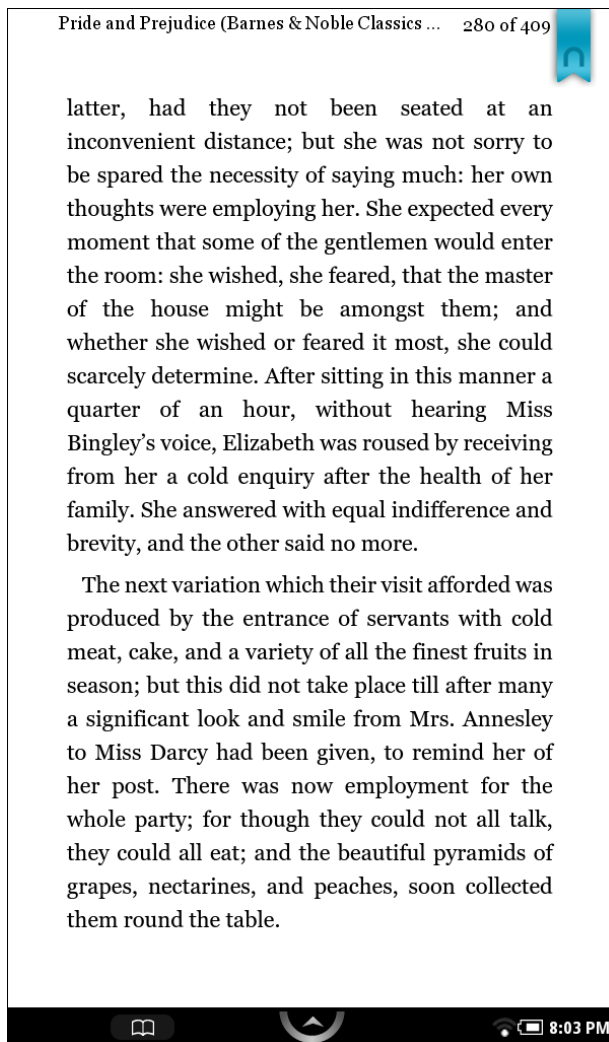 Pride and Prejudice (Barnes & Noble Classics ... 280 of 409
latter, had they not been seated at an
inconvenient distance; but she was not sorry to
be spared the necessity of saying much: her own
thoughts were employing her. She expected every
moment that some of the gentlemen would enter
the room: she wished, she feared, that the master
of the house might be amongst them; and
whether she wished or feared it most, she could
scarcely determine. After sitting in this manner a
quarter of an hour, without hearing Miss
Bingley’s voice, Elizabeth was roused by receiving
from her a cold enquiry after the health of her
family. She answered with equal indifference and
brevity, and the other said no more.
The next variation which their visit afforded was
produced by the entrance of servants with cold
meat, cake, and a variety of all the finest fruits in
season; but this did not take place till after many
a significant look and smile from Mrs. Annesley
to Miss Darcy had been given, to remind her of
her post. There was now employment for the
whole party; for though they could not all talk,
they could all eat; and the beautiful pyramids of
grapes, nectarines, and peaches, soon collected
them round the table.
8:03 PM